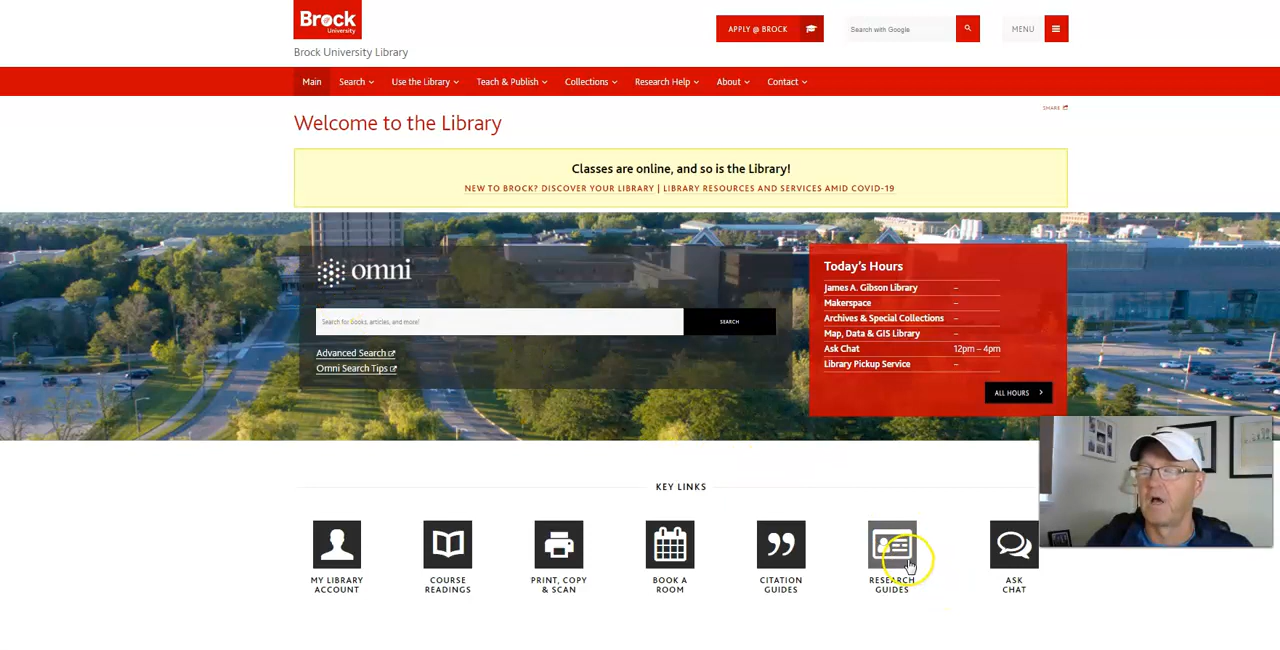 Brock
University
Brock University Library
APPLY @ BROCK
Search with Google
MENU
Main
Search
Use the Library
Teach & Publish
Collections
Research Help
About
Contact
SHARE
Welcome to the Library
Classes are online, and so is the Library!
NEW TO BROCK? DISCOVER YOUR LIBRARY | LIBRARY RESOURCES AND SERVICES AMID COVID-19
omni
Search for books, articles, and more!
SEARCH
Advanced Search
Omni Search Tips
Today's Hours
James A. Gibson Library –
Makerspace –
Archives & Special Collections –
Map, Data & GIS Library –
Ask Chat 12pm – 4pm
Library Pickup Service –
ALL HOURS
KEY LINKS
MY LIBRARY
ACCOUNT
COURSE
READINGS
PRINT, COPY
& SCAN
BOOK A
ROOM
CITATION
GUIDES
RESEARCH
GUIDES
ASK
CHAT